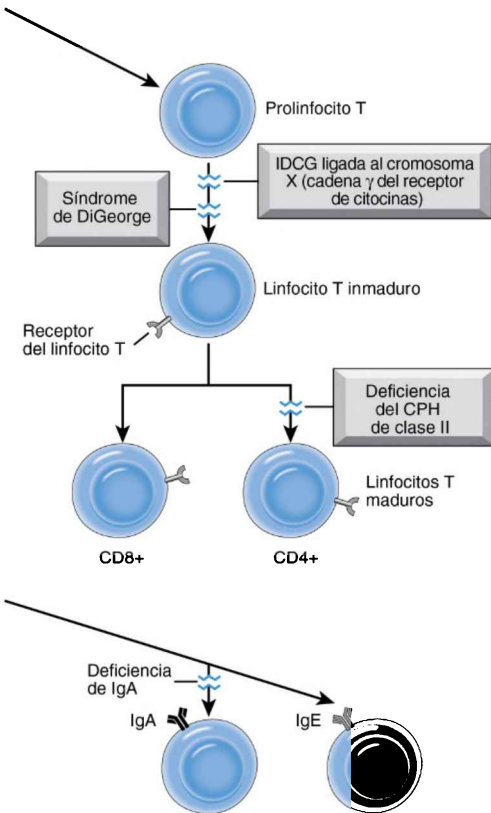 Prolinfocito T
IDCG ligada al cromosoma
X (cadena γ del receptor
de citocinas)
Síndrome
de DiGeorge
Linfocito T inmaduro
Receptor
del linfocito T
Deficiencia
del CPH
de clase II
Linfocitos T
maduros
CD8+
CD4+
Deficiencia
de IgA
IgA
IgE